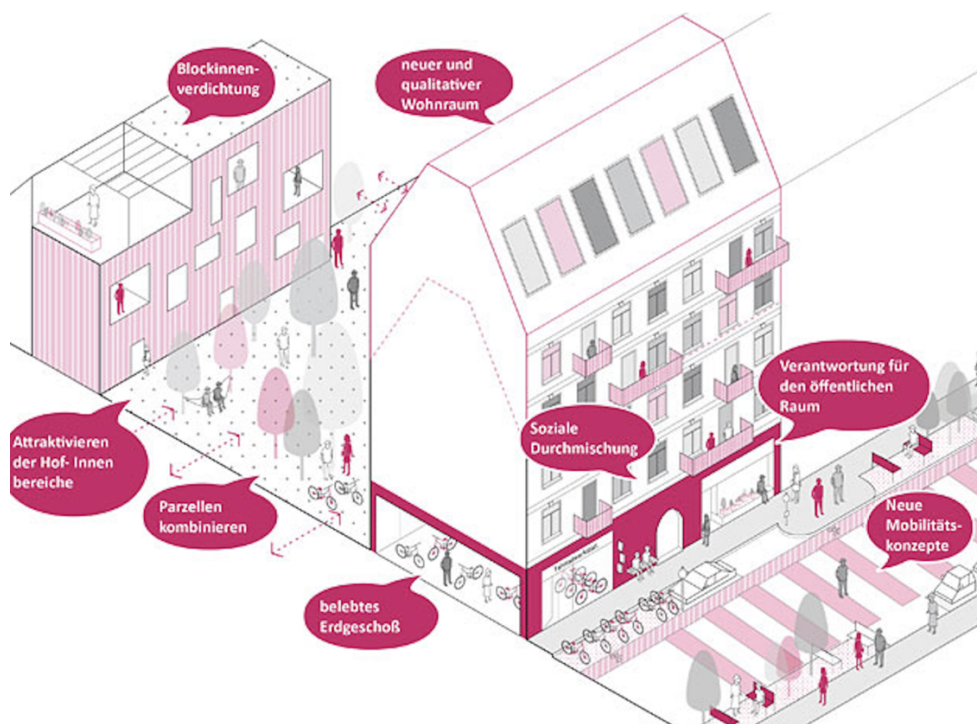 Blockinnen-
verdichtung
neuer und
qualitativer
Wohnraum
Verantwortung für
den öffentlichen
Raum
Soziale
Durchmischung
Attraktivieren
der Hof- Innen
bereiche
Parzellen
kombinieren
Neue
Mobilitäts-
konzepte
belebtes
Erdgeschoß